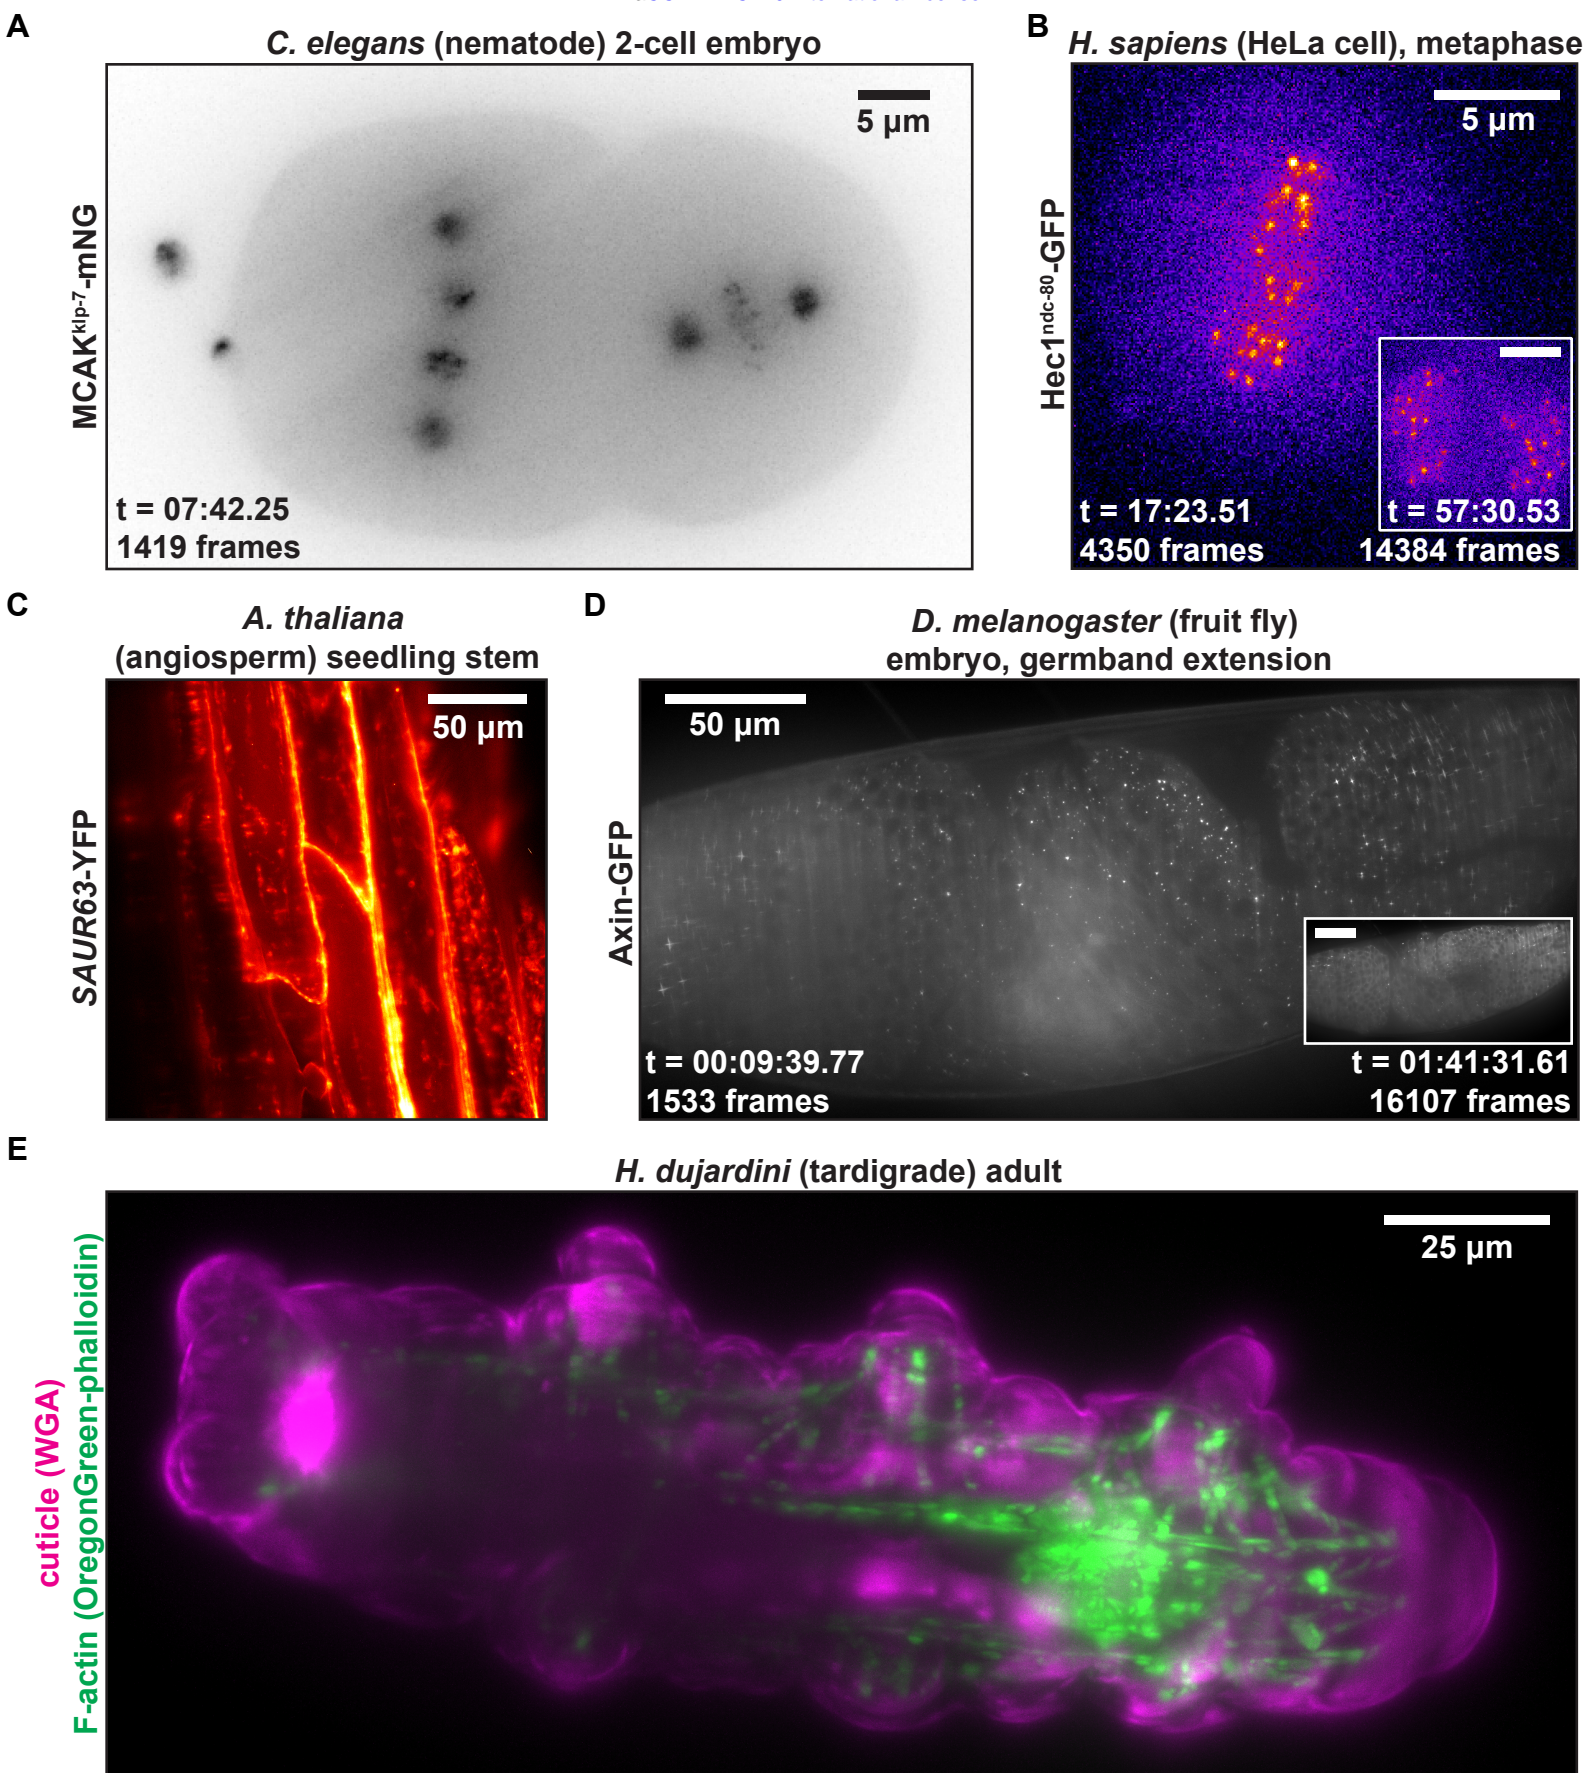 A
C. elegans (nematode) 2-cell embryo
5 µm
MCAKklp-7-mNG
t = 07:42.25
1419 frames
B
H. sapiens (HeLa cell), metaphase
5 µm
Hec1ndc-80-GFP
t = 17:23.51
4350 frames
t = 57:30.53
14384 frames
C
A. thaliana
(angiosperm) seedling stem
50 µm
SAUR63-YFP
D
D. melanogaster (fruit fly)
embryo, germband extension
50 µm
Axin-GFP
t = 00:09:39.77
1533 frames
t = 01:41:31.61
16107 frames
E
H. dujardini (tardigrade) adult
25 µm
cuticle (WGA)
F-actin (OregonGreen-phalloidin)